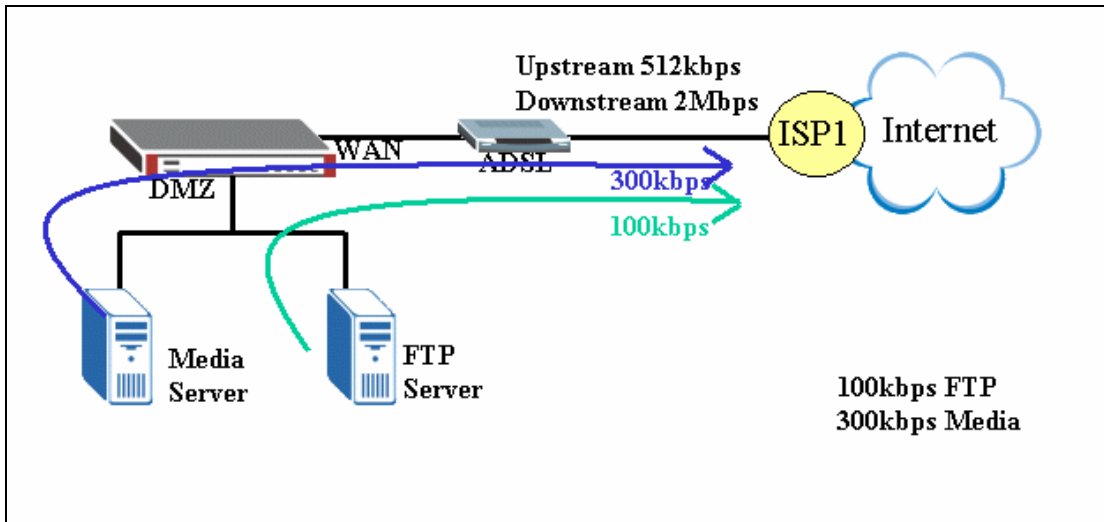 Upstream 512kbps
Downstream 2Mbps
ISP1
Internet
WAN
ADSL
DMZ
300kbps
100kbps
Media
Server
FTP
Server
100kbps FTP
300kbps Media